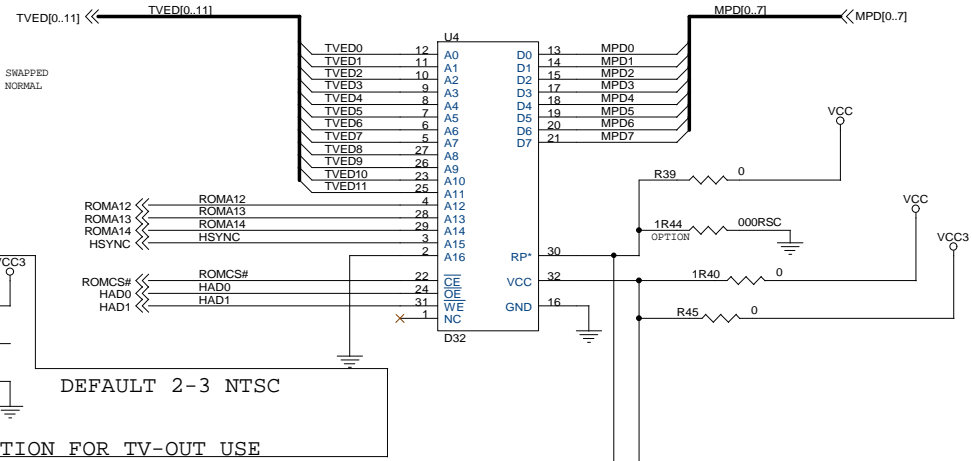 TVED[0..11] TVED[0..11] MPD[0..7] MPD[0..7]
SWAPPED
NORMAL
U4
TVED0 12 A0 D0 13 MPD0
TVED1 11 A1 D1 14 MPD1
TVED2 10 A2 D2 15 MPD2
TVED3 9 A3 D3 17 MPD3
TVED4 8 A4 D4 18 MPD4
TVED5 7 A5 D5 19 MPD5
TVED6 6 A6 D6 20 MPD6
TVED7 5 A7 D7 21 MPD7
TVED8 27 A8
TVED9 26 A9
TVED10 23 A10
TVED11 25 A11
ROMA12 ROMA12 4 A12
ROMA13 ROMA13 28 A13
ROMA14 ROMA14 29 A14
HSYNC HSYNC 3 A15
2 A16 RP* 30
ROMCS# ROMCS# 22 CE VCC 32
HAD0 HAD0 24 OE
HAD1 HAD1 31 WE GND 16
1 NC
D32
VCC
R39 0
1R44 000RSC
OPTION
VCC
VCC3
1R40 0
R45 0
VCC3
DEFAULT 2-3 NTSC
TION FOR TV-OUT USE